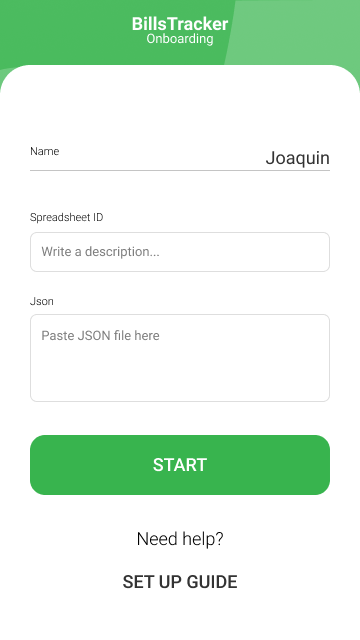 BillsTracker
Onboarding
Name
Joaquin
Spreadsheet ID
Write a description...
Json
Paste JSON file here
START
Need help?
SET UP GUIDE